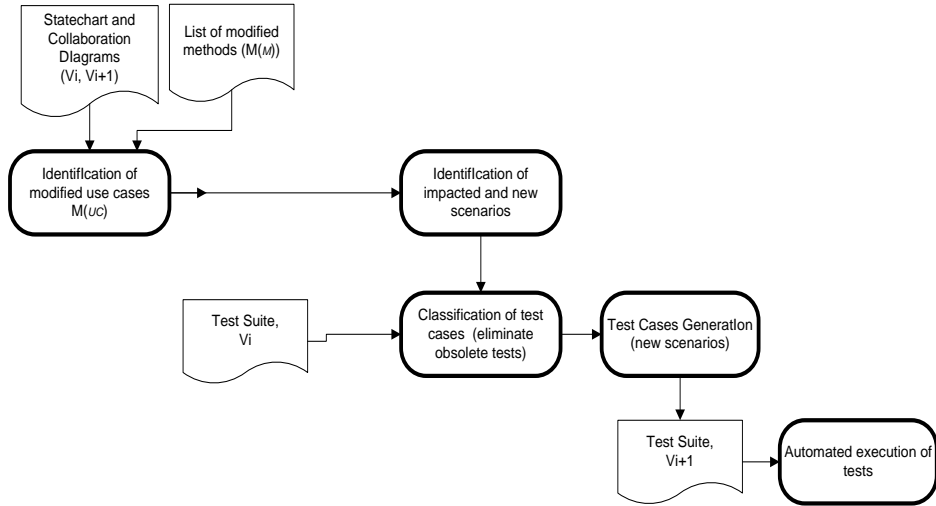 Statechart and
Collaboration
DIagrams
(Vi, Vi+1)
List of modified
methods (M(M))
IdentifIcation of
modified use cases
M(UC)
IdentifIcation of
impacted and new
scenarios
Test Suite,
Vi
Classification of test
cases (eliminate
obsolete tests)
Test Cases GeneratIon
(new scenarios)
Test Suite,
Vi+1
Automated execution of
tests